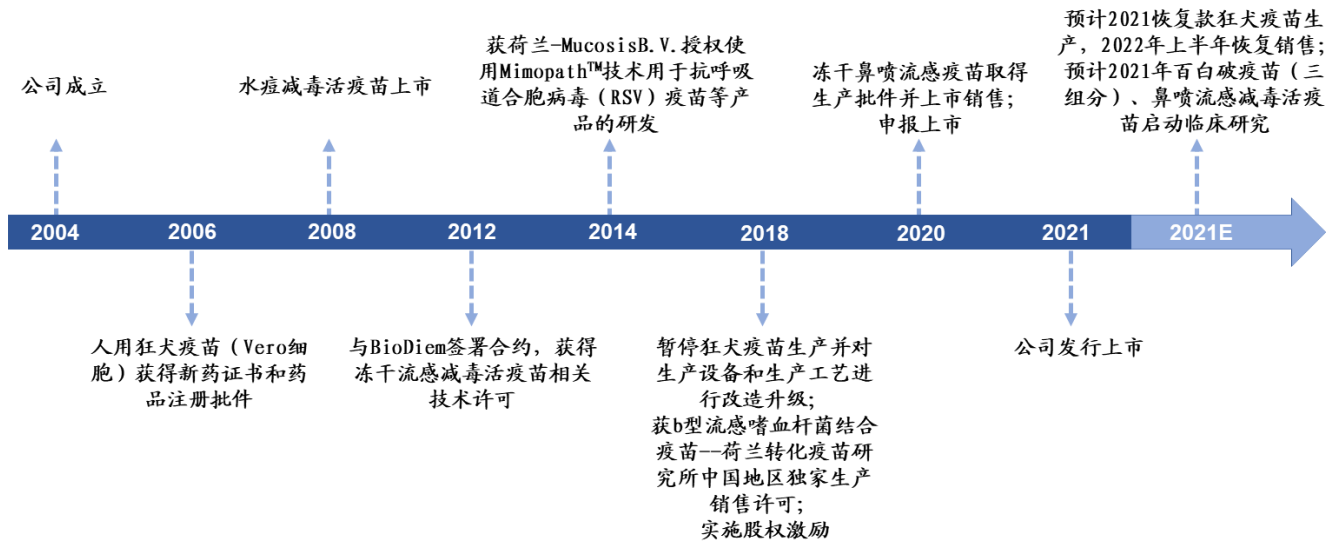 公司成立
水痘减毒活疫苗上市
获荷兰-MucosisB.V.授权使
用Mimopath™技术用于抗呼吸
道合胞病毒（RSV）疫苗等产
品的研发
冻干鼻喷流感疫苗取得
生产批件并上市销售；
申报上市
预计2021恢复款狂犬疫苗生
产，2022年上半年恢复销售；
预计2021年百白破疫苗（三
组分）、鼻喷流感减毒活疫
苗启动临床研究
2004
2006
2008
2012
2014
2018
2020
2021
2021E
人用狂犬疫苗（Vero细
胞）获得新药证书和药
品注册批件
与BioDiem签署合约，获得
冻干流感减毒活疫苗相关
技术许可
暂停狂犬疫苗生产并对
生产设备和生产工艺进
行改造升级；
获b型流感嗜血杆菌结合
疫苗--荷兰转化疫苗研
究所中国地区独家生产
销售许可；
实施股权激励
公司发行上市